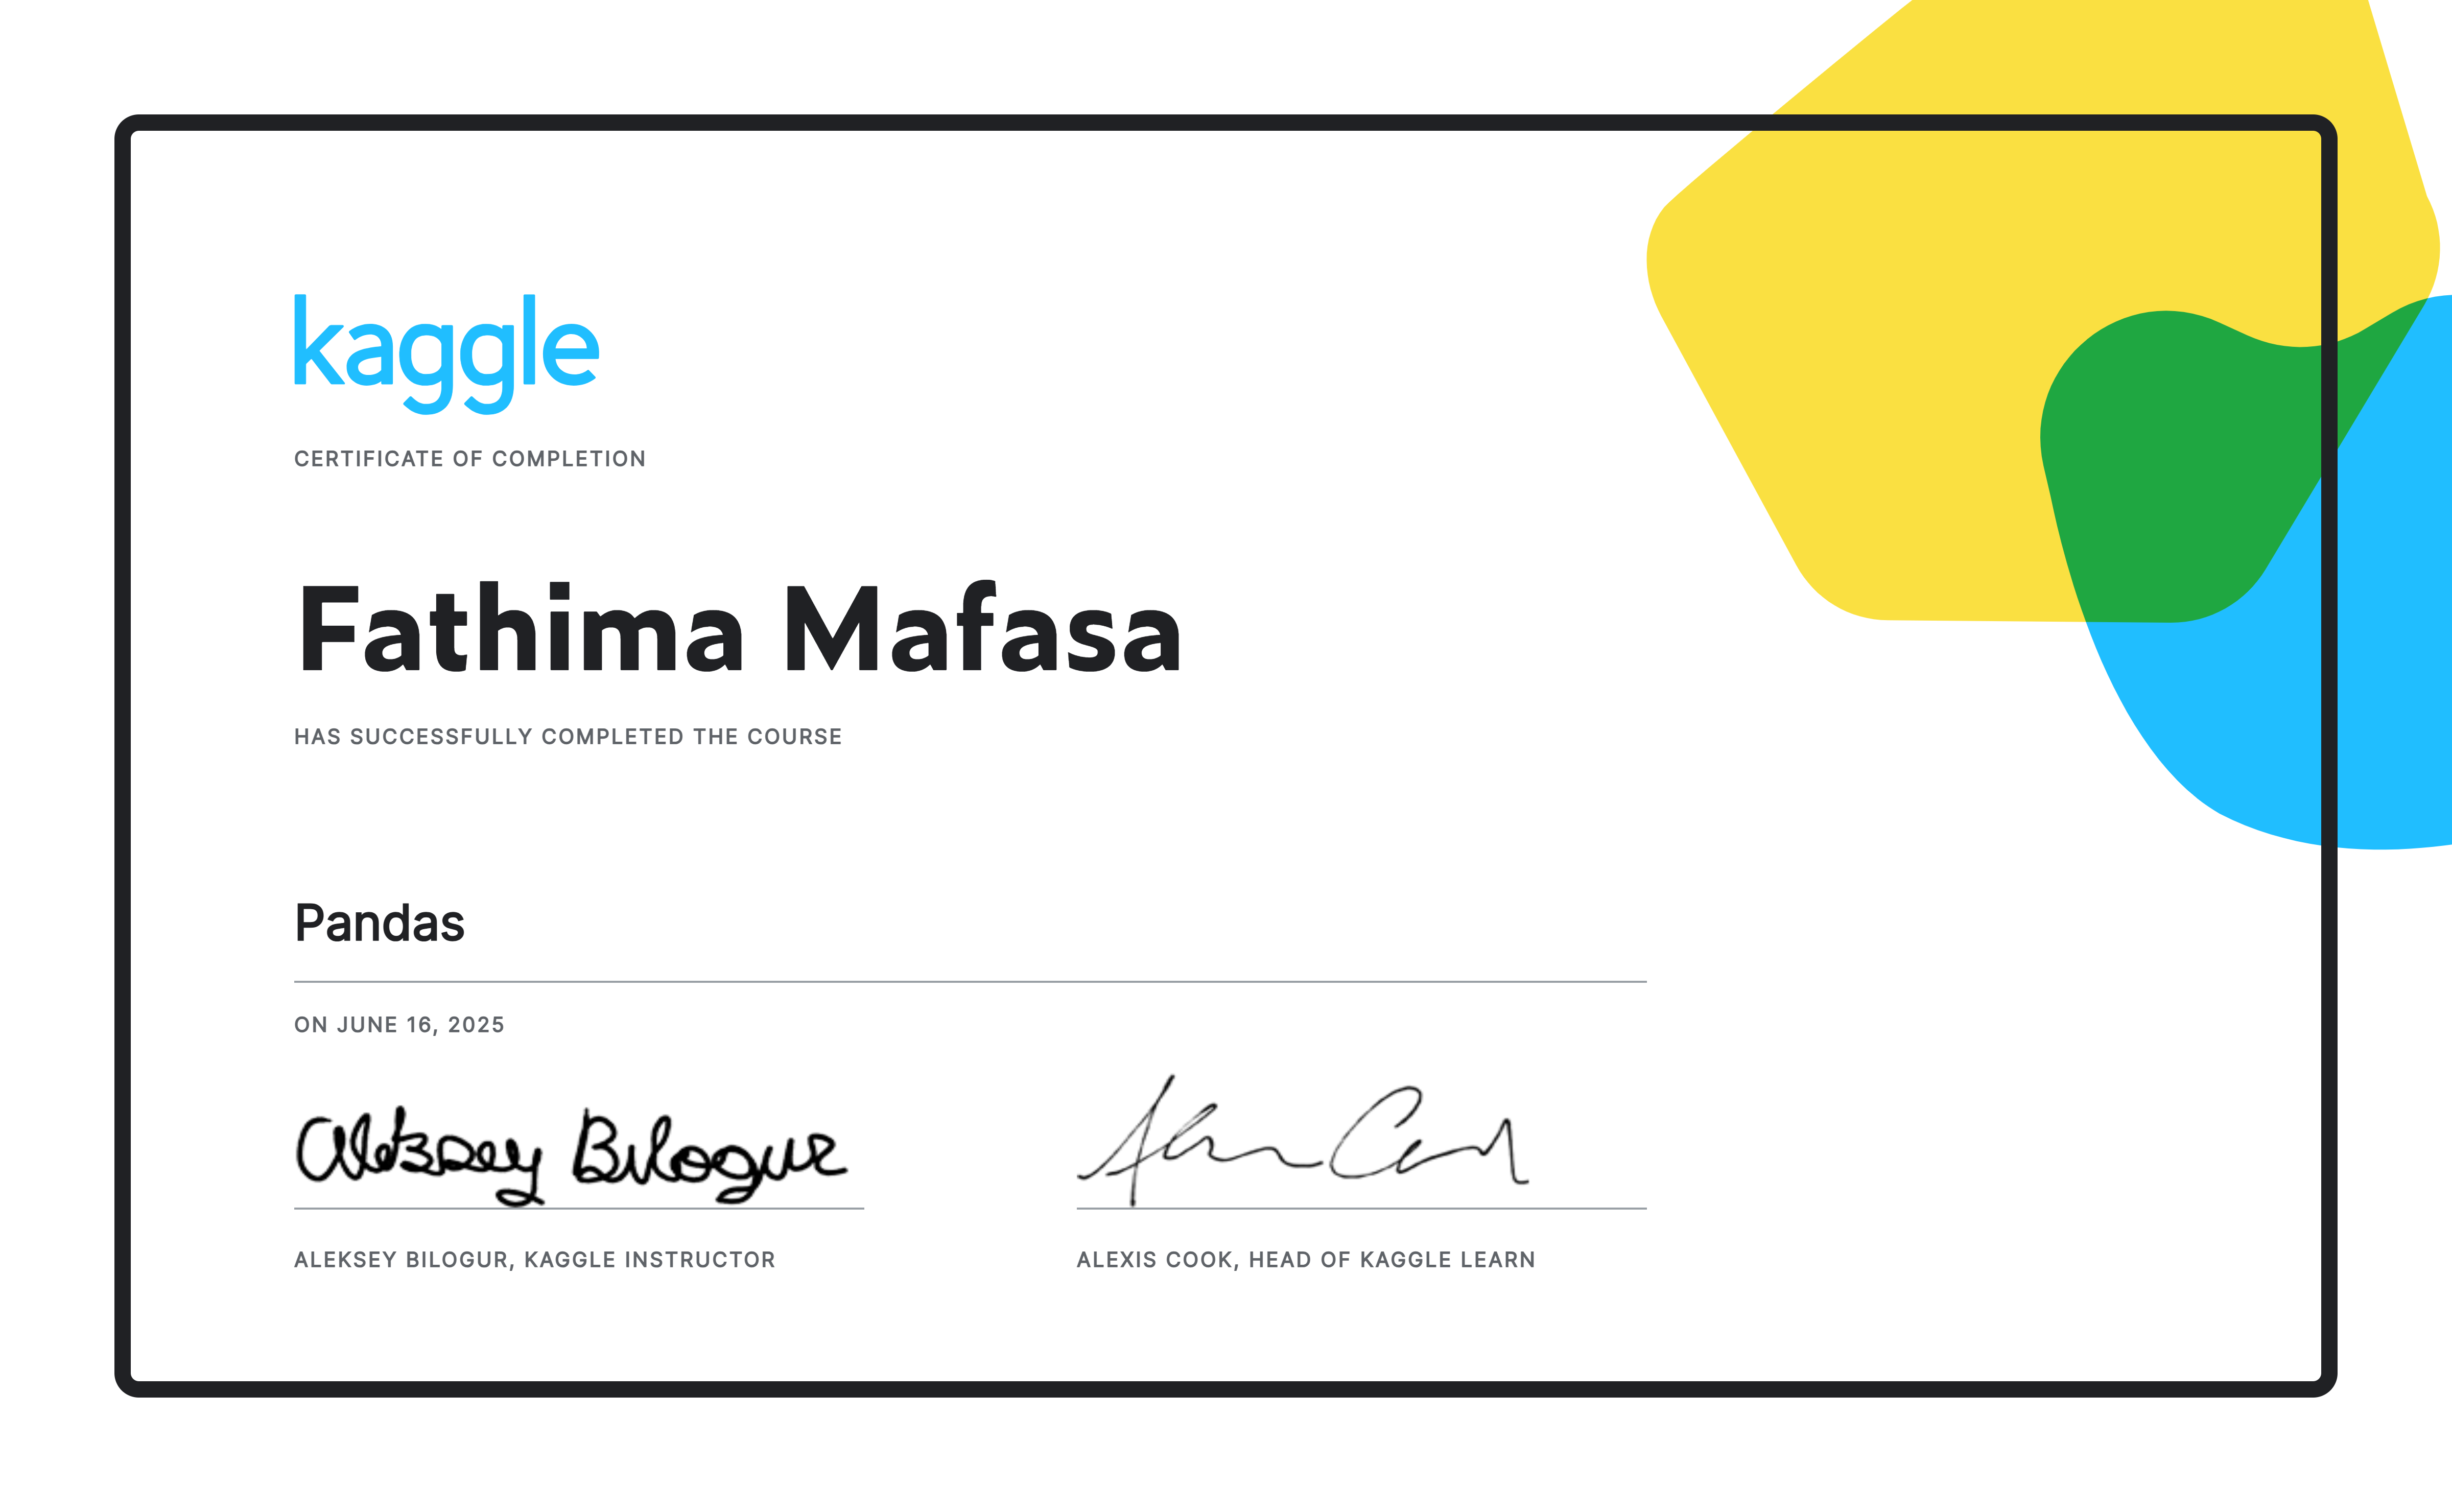 kaggle
CERTIFICATE OF COMPLETION
Fathima Mafasa
HAS SUCCESSFULLY COMPLETED THE COURSE
Pandas
ON JUNE 16, 2025
Aleksey Bilogur
ALEKSEY BILOGUR, KAGGLE INSTRUCTOR
ALEXIS COOK, HEAD OF KAGGLE LEARN